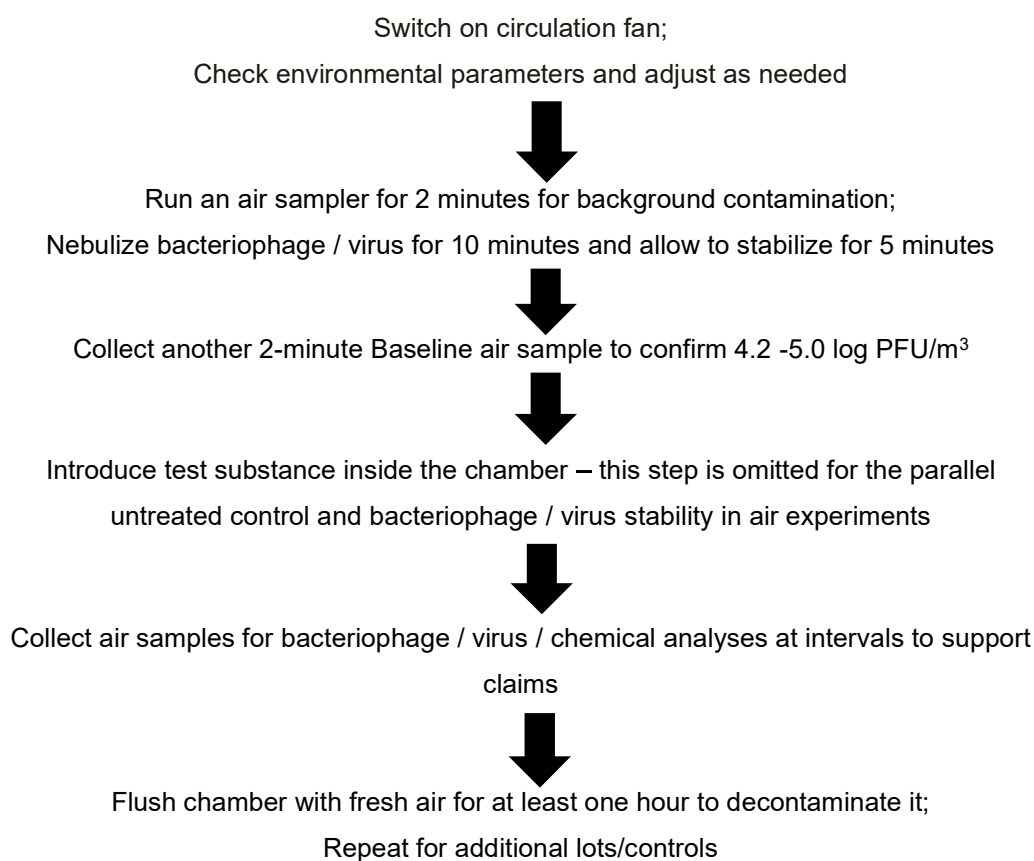 Switch on circulation fan;
Check environmental parameters and adjust as needed
Run an air sampler for 2 minutes for background contamination;
Nebulize bacteriophage / virus for 10 minutes and allow to stabilize for 5 minutes
Collect another 2-minute Baseline air sample to confirm 4.2 -5.0 log PFU/m³
Introduce test substance inside the chamber – this step is omitted for the parallel
untreated control and bacteriophage / virus stability in air experiments
Collect air samples for bacteriophage / virus / chemical analyses at intervals to support
claims
Flush chamber with fresh air for at least one hour to decontaminate it;
Repeat for additional lots/controls